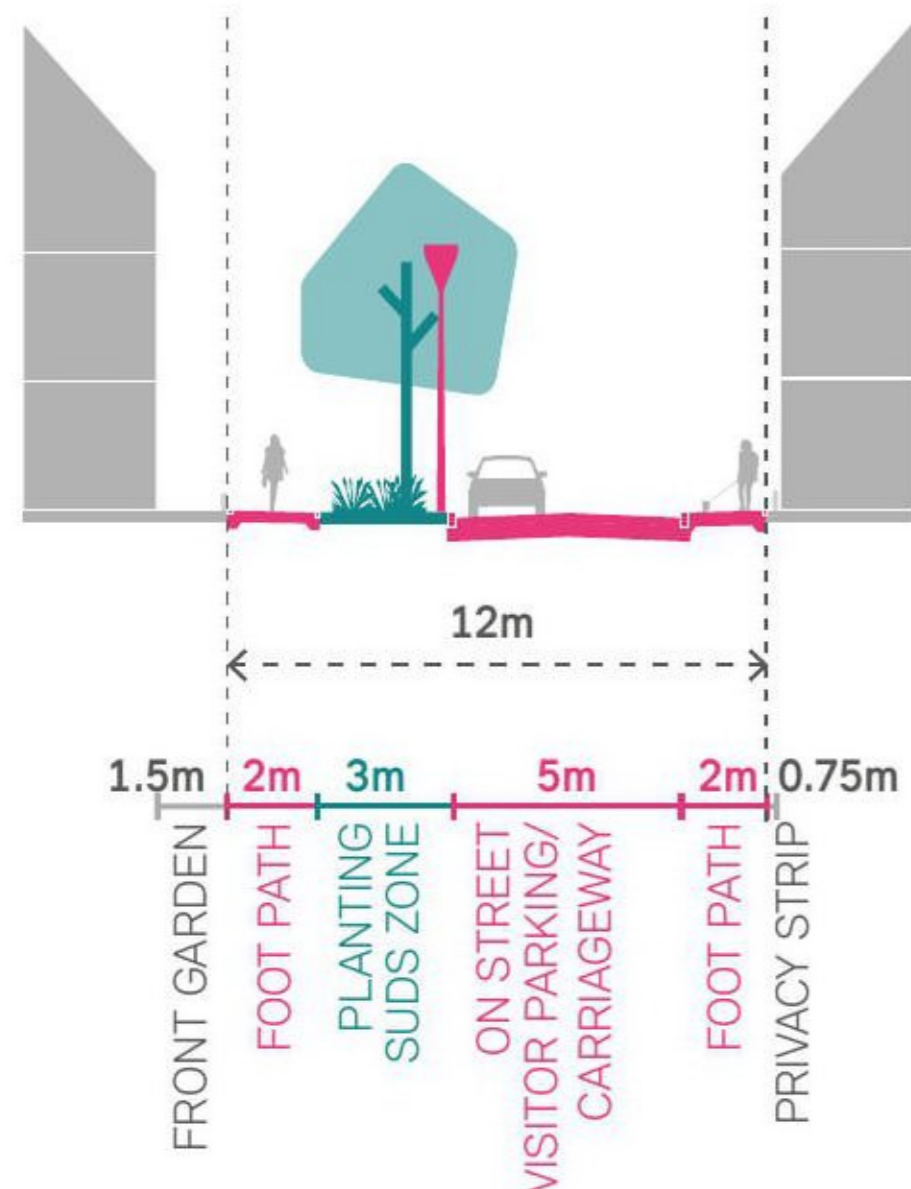 12m
1.5m
2m
3m
5m
2m
0.75m
FRONT GARDEN
FOOT PATH
PLANTING
SUDS ZONE
ON STREET
VISITOR PARKING/
CARRIAGEWAY
FOOT PATH
PRIVACY STRIP